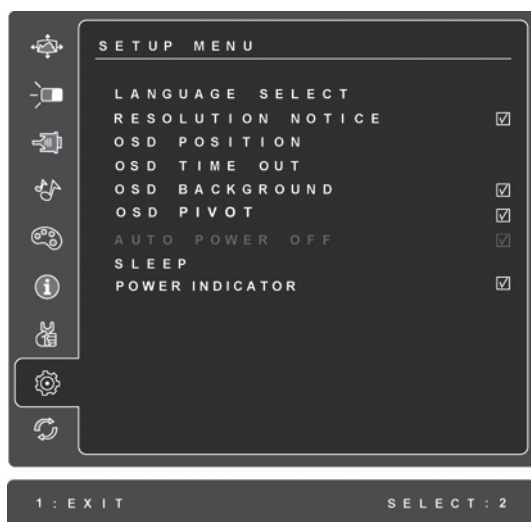 SETUP MENU
LANGUAGE SELECT
RESOLUTION NOTICE
OSD POSITION
OSD TIME OUT
OSD BACKGROUND
OSD PIVOT
AUTO POWER OFF
SLEEP
POWER INDICATOR
1:EXIT SELECT:2